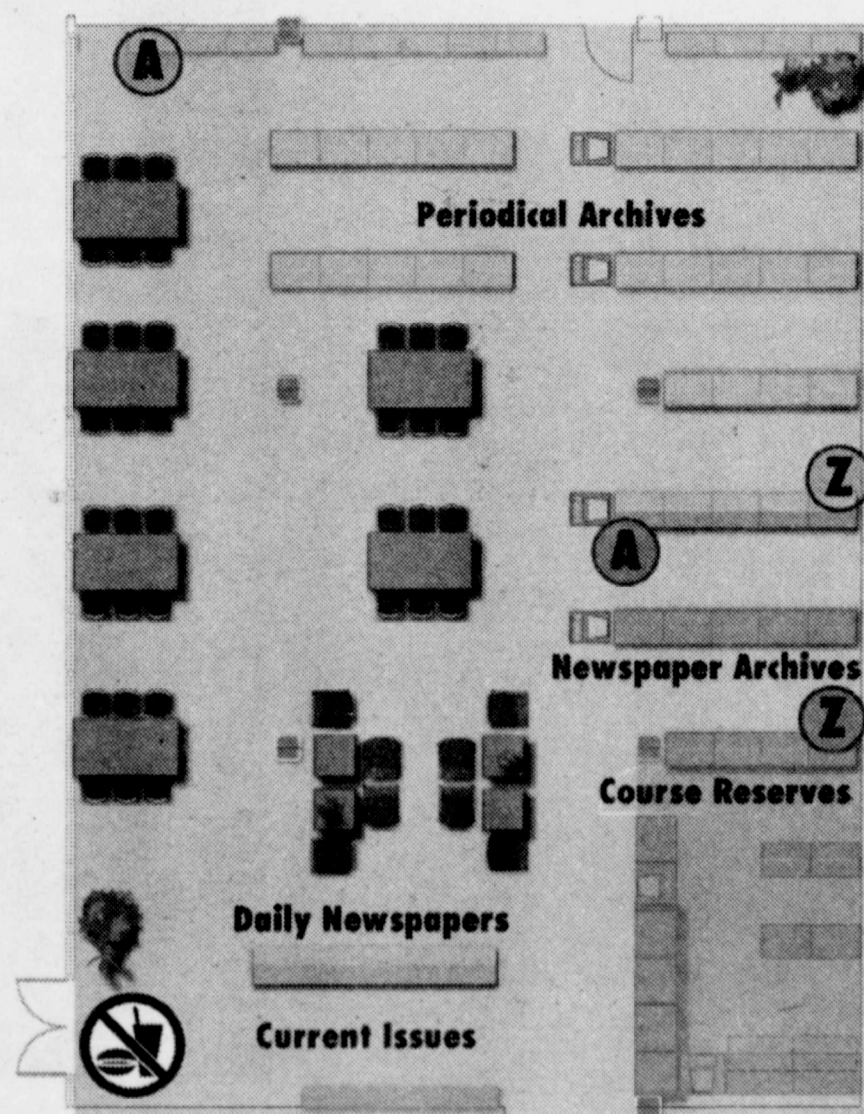 A
Periodical Archives
Z
A
Newspaper Archives
Z
Course Reserves
Daily Newspapers
Current Issues